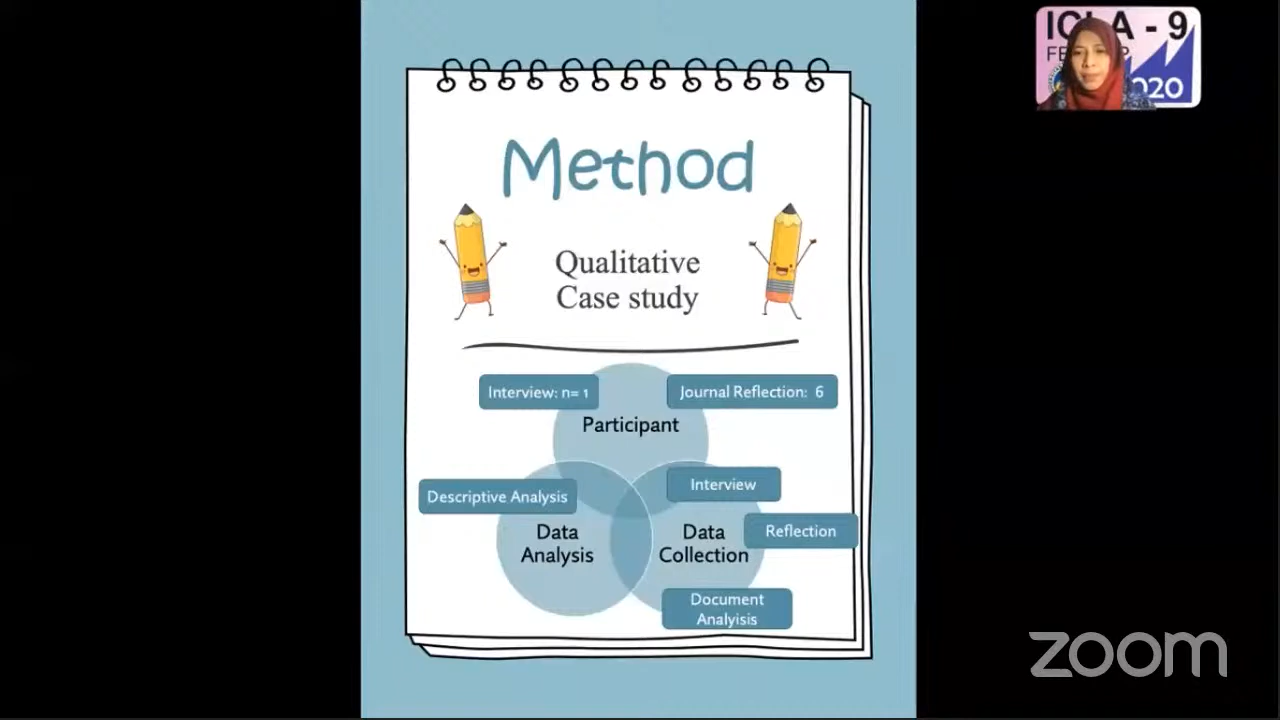 Method
Qualitative
Case study
Interview: n= 1
Journal Reflection: 6
Participant
Descriptive Analysis
Interview
Data
Analysis
Data
Collection
Reflection
Document
Analyisis
A - 9
2020
zoom